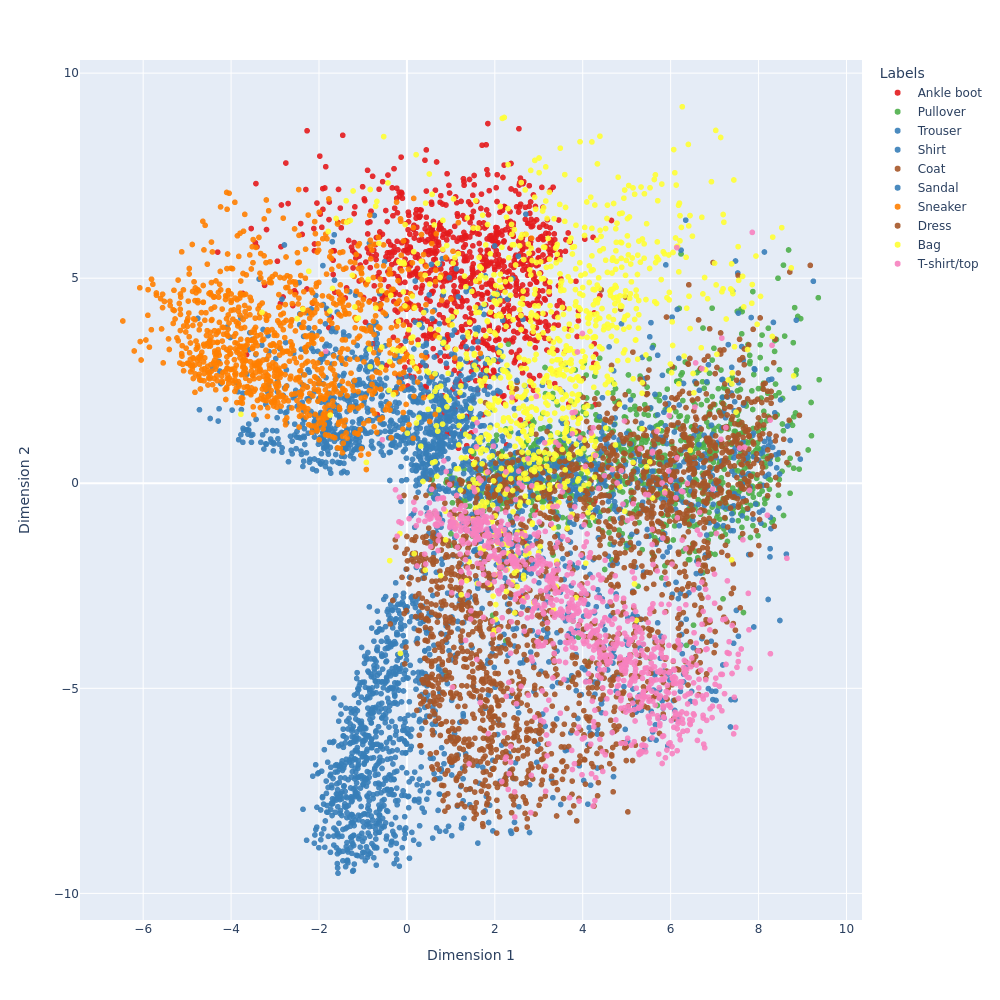 Labels
Ankle boot
Pullover
Trouser
Shirt
Coat
Sandal
Sneaker
Dress
Bag
T-shirt/top
10
5
0
−5
−10
−6
−4
−2
0
2
4
6
8
10
Dimension 1
Dimension 2